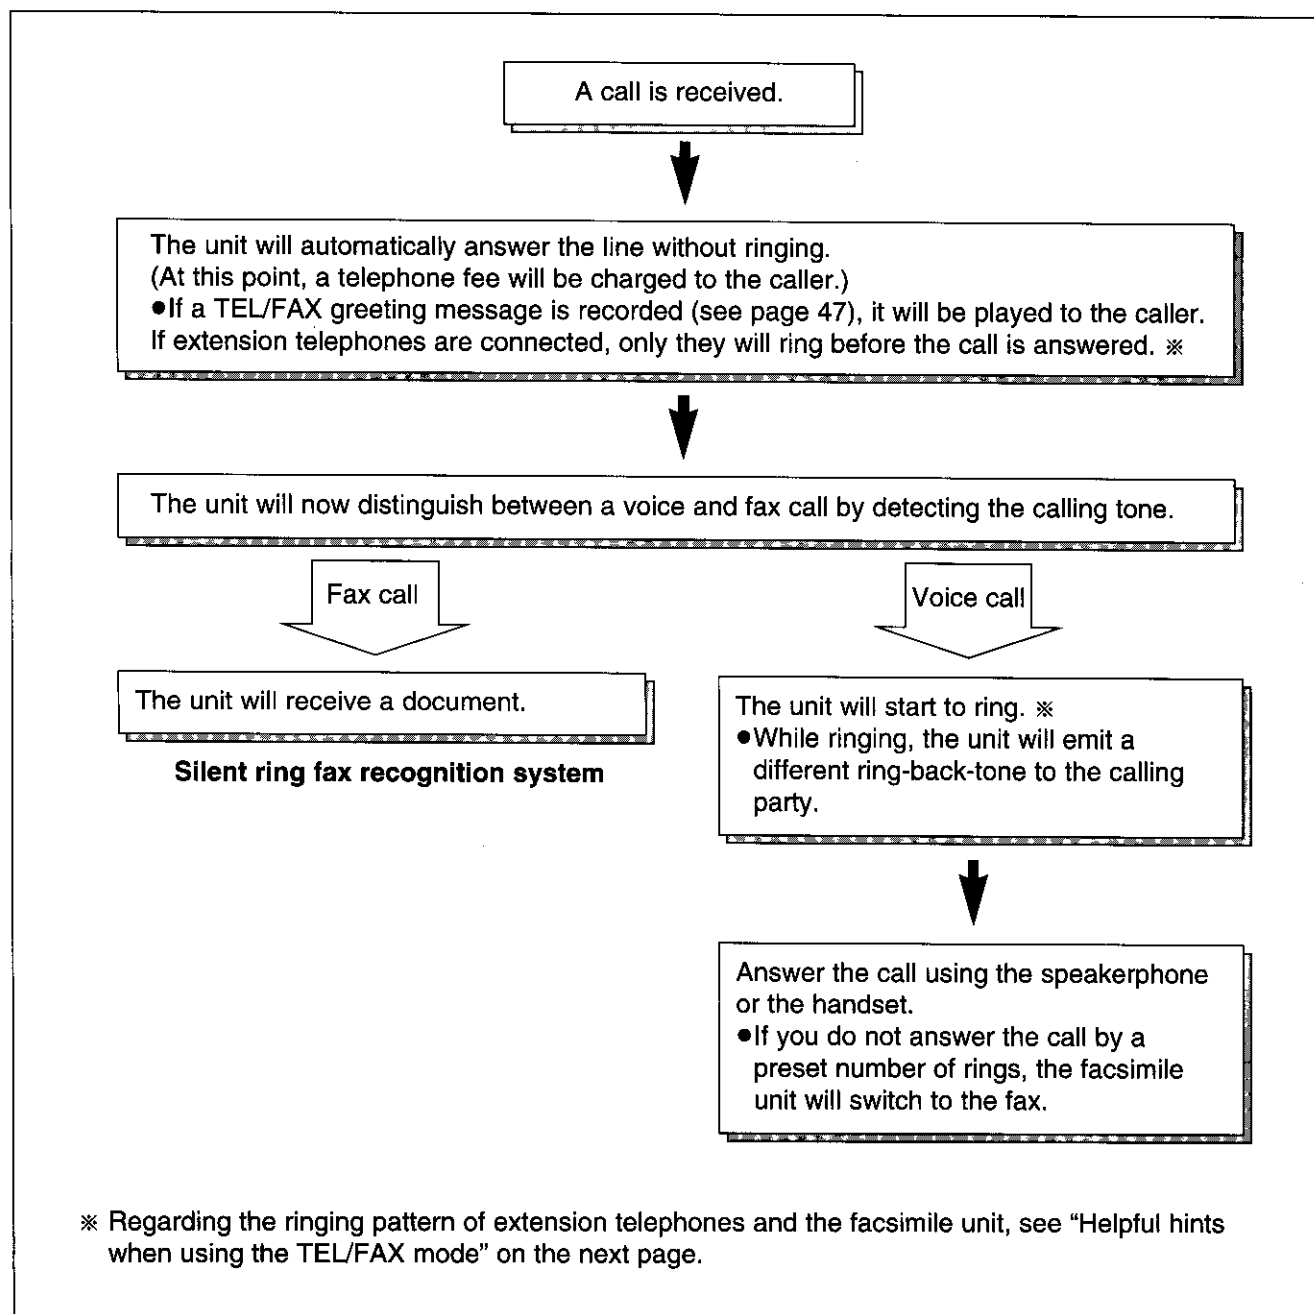 A call is received.
The unit will automatically answer the line without ringing.
(At this point, a telephone fee will be charged to the caller.)
●If a TEL/FAX greeting message is recorded (see page 47), it will be played to the caller.
If extension telephones are connected, only they will ring before the call is answered. ※
The unit will now distinguish between a voice and fax call by detecting the calling tone.
Fax call
Voice call
The unit will receive a document.
Silent ring fax recognition system
The unit will start to ring. ※
●While ringing, the unit will emit a
different ring-back-tone to the calling
party.
Answer the call using the speakerphone
or the handset.
●If you do not answer the call by a
preset number of rings, the facsimile
unit will switch to the fax.
※ Regarding the ringing pattern of extension telephones and the facsimile unit, see “Helpful hints
when using the TEL/FAX mode” on the next page.